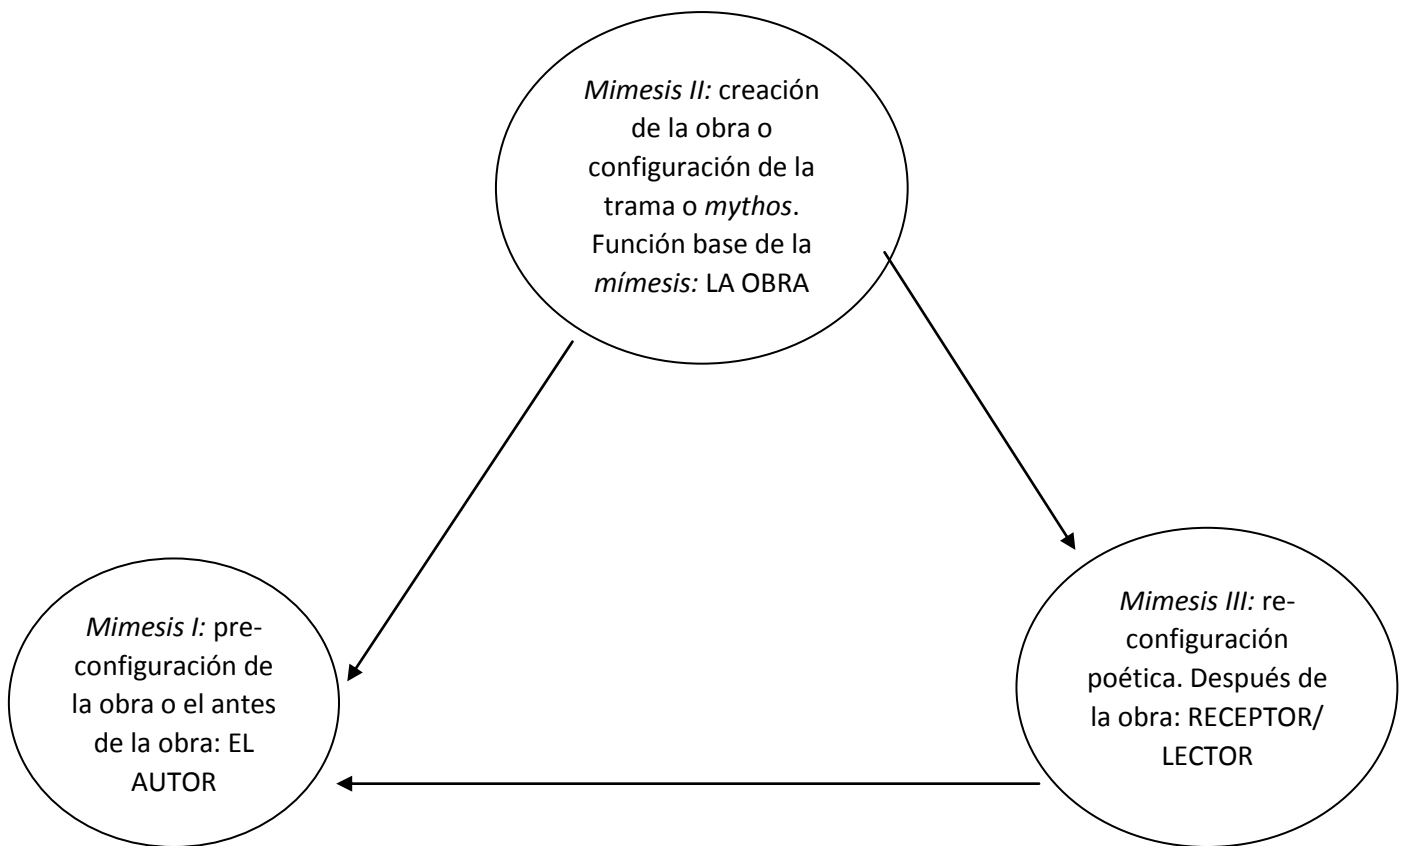 Mimesis II: creación
de la obra o
configuración de la
trama o mythos.
Función base de la
mímesis: LA OBRA
Mimesis I: pre-
configuración de
la obra o el antes
de la obra: EL
AUTOR
Mimesis III: re-
configuración
poética. Después de
la obra: RECEPTOR/
LECTOR